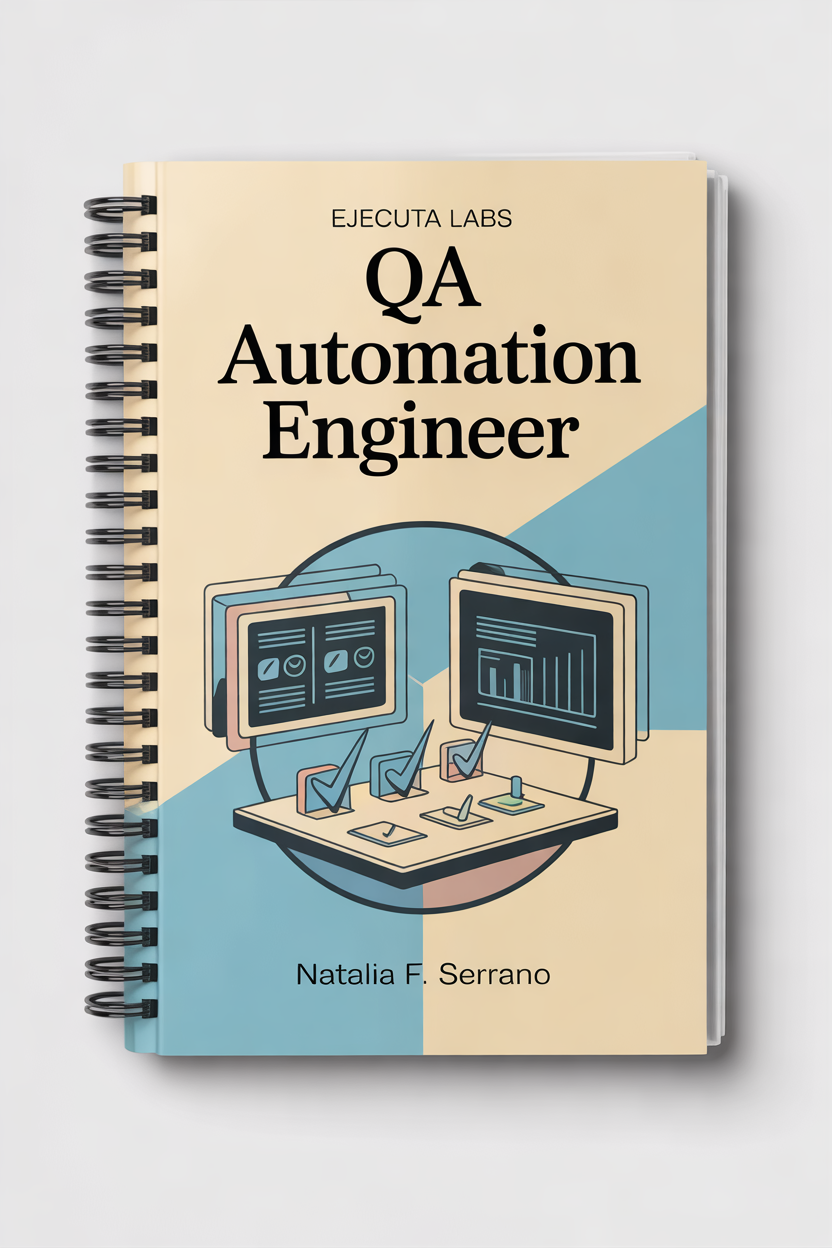 EJECUTA LABS
QA
Automation
Engineer
Natalia F. Serrano